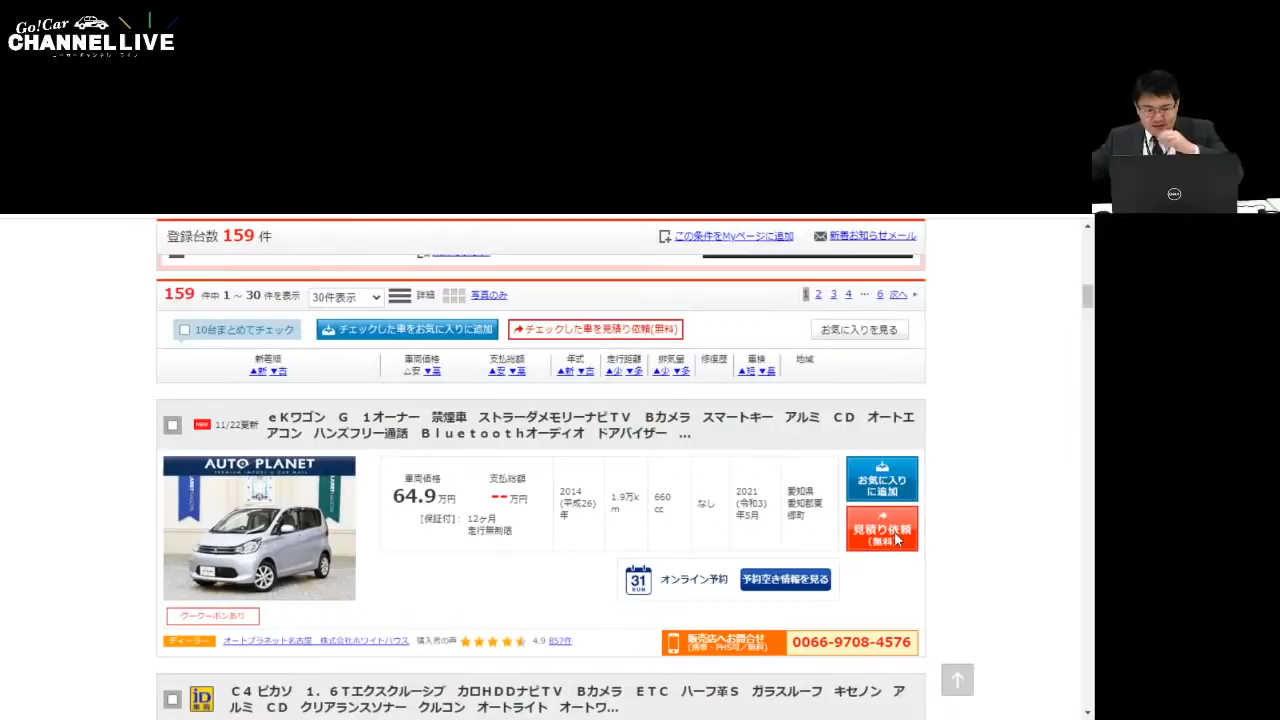 Go!Car
CHANNELLIVE
登録台数 159 件
この条件をMyページに追加
新着お知らせメール
159 件中 1 ～ 30 件を表示
30件表示
詳細
写真のみ
1 2 3 4 … 6 次へ
10台まとめてチェック
チェックした車をお気に入りに追加
チェックした車を見積り依頼(無料)
お気に入りを見る
新着順 車両価格 支払総額 年式 走行距離 排気量 修復歴 車検 地域
▲新 ▼古 △安 ▼高 ▲安 ▼高 ▲新 ▼古 ▲少 ▼多 ▲少 ▼多 ▲短 ▼長
NEW 11/22更新
ｅＫワゴン Ｇ １オーナー 禁煙車 ストラーダメモリーナビＴＶ Ｂカメラ スマートキー アルミ ＣＤ オートエ
アコン ハンズフリー通話 Ｂｌｕｅｔｏｏｔｈオーディオ ドアバイザー ...
AUTO PLANET
車両価格
64.9万円
支払総額
--万円
[保証付]： 12ヶ月
走行無制限
2014
(平成26)
年
1.9万k
m
660
cc
なし
2021
(令和3)
年5月
愛知県
愛知郡東
郷町
お気に入り
に追加
見積り依頼
(無料)
31
SUN
オンライン予約
予約空き情報を見る
グークーポンあり
ディーラー
オートプラネット名古屋 株式会社ホワイトハウス
購入者の声 4.9 857件
販売店へお問合せ
(携帯・PHS可／無料)
0066-9708-4576
iD
車両
Ｃ４ ピカソ １．６Ｔエクスクルーシブ カロＨＤＤナビＴＶ Ｂカメラ ＥＴＣ ハーフ革Ｓ ガラスルーフ キセノン ア
ルミ ＣＤ クリアランスソナー クルコン オートライト オートワ...
DELL